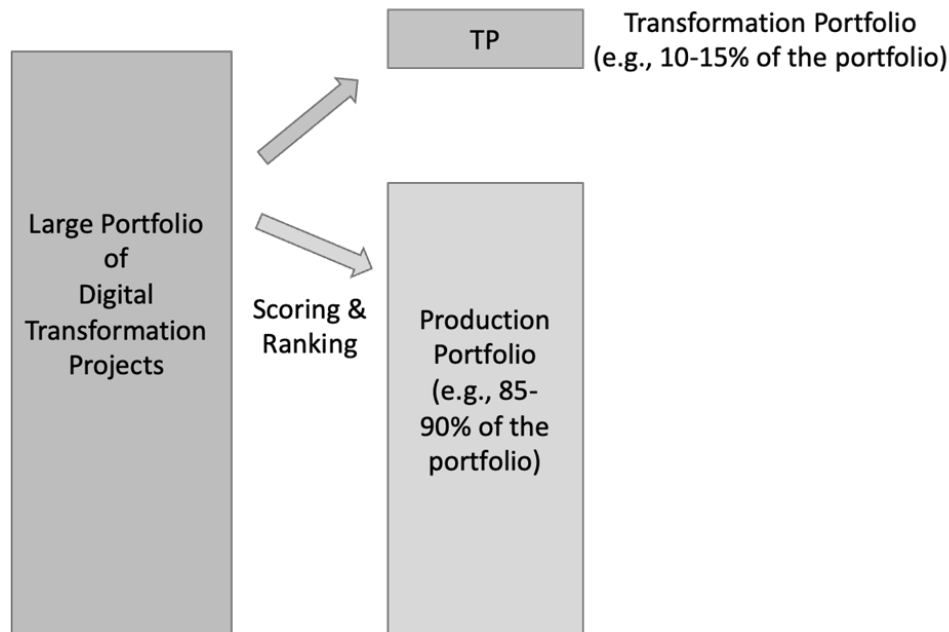 TP
Transformation Portfolio
(e.g., 10-15% of the portfolio)
Large Portfolio
of
Digital
Transformation
Projects
Scoring &
Ranking
Production
Portfolio
(e.g., 85-
90% of the
portfolio)